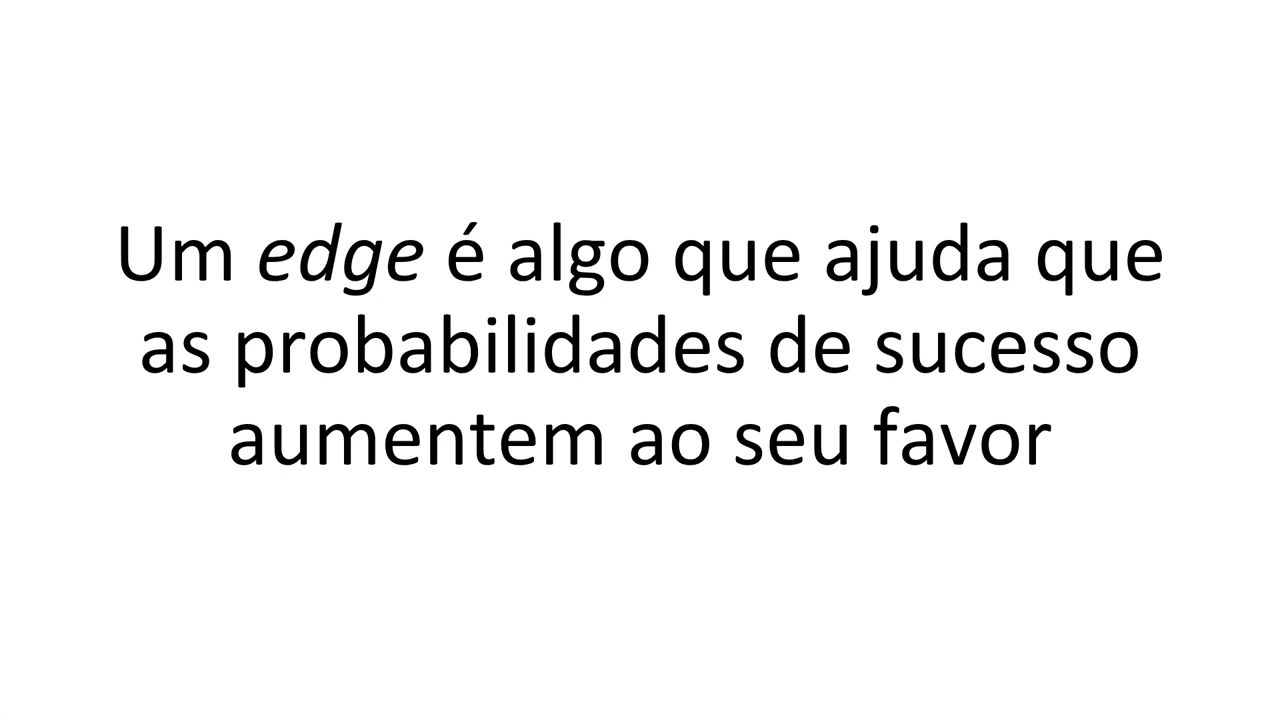 Um edge é algo que ajuda que
as probabilidades de sucesso
aumentem ao seu favor